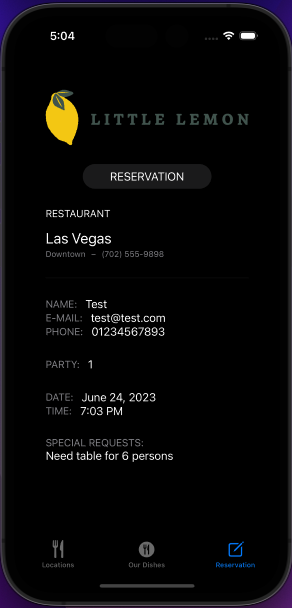 5:04
LITTLE LEMON
RESERVATION
RESTAURANT
Las Vegas
Downtown – (702) 555-9898
NAME: Test
E-MAIL: test@test.com
PHONE: 01234567893
PARTY: 1
DATE: June 24, 2023
TIME: 7:03 PM
SPECIAL REQUESTS:
Need table for 6 persons
Locations Our Dishes Reservation